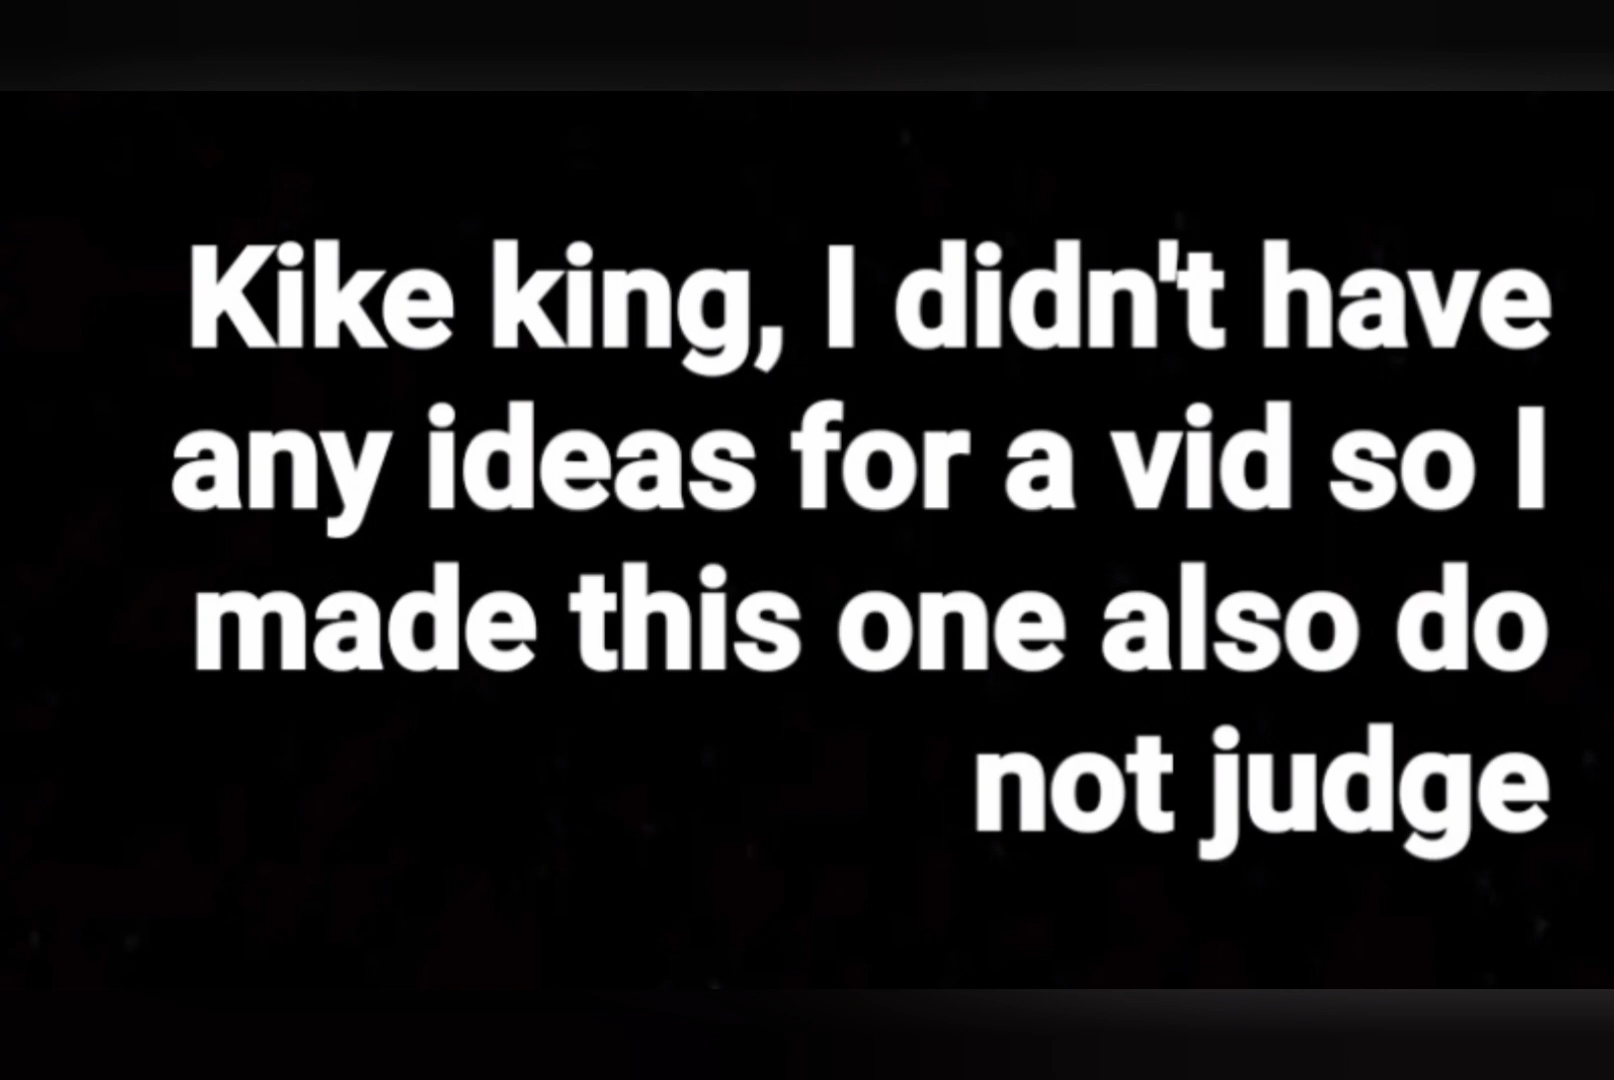 Kike king, I didn't have
any ideas for a vid so I
made this one also do
not judge